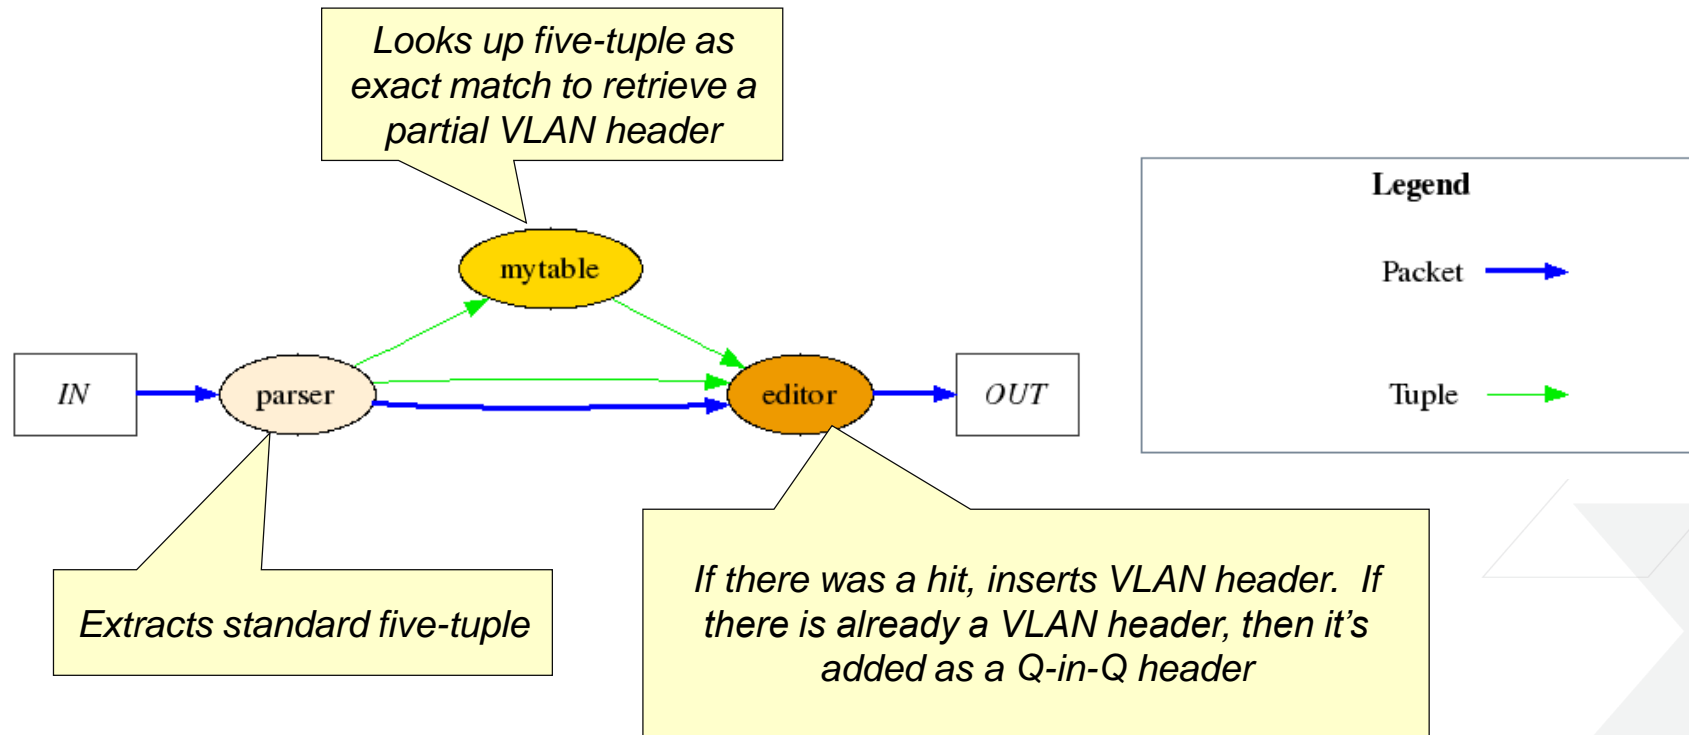 Looks up five-tuple as
exact match to retrieve a
partial VLAN header
Legend
Packet
Tuple
mytable
IN
parser
editor
OUT
Extracts standard five-tuple
If there was a hit, inserts VLAN header.  If
there is already a VLAN header, then it’s
added as a Q-in-Q header